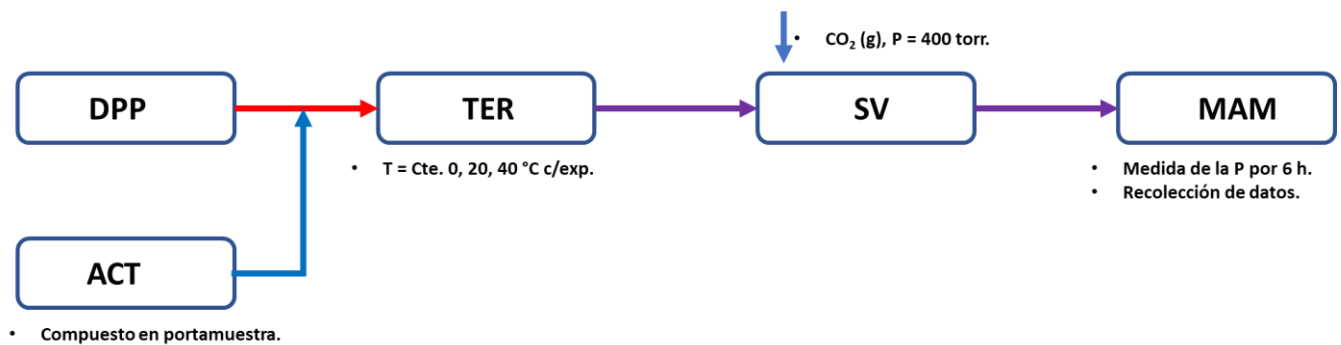 • CO₂ (g), P = 400 torr.
DPP
TER
SV
MAM
• T = Cte. 0, 20, 40 °C c/exp.
• Medida de la P por 6 h.
• Recolección de datos.
ACT
• Compuesto en portamuestra.